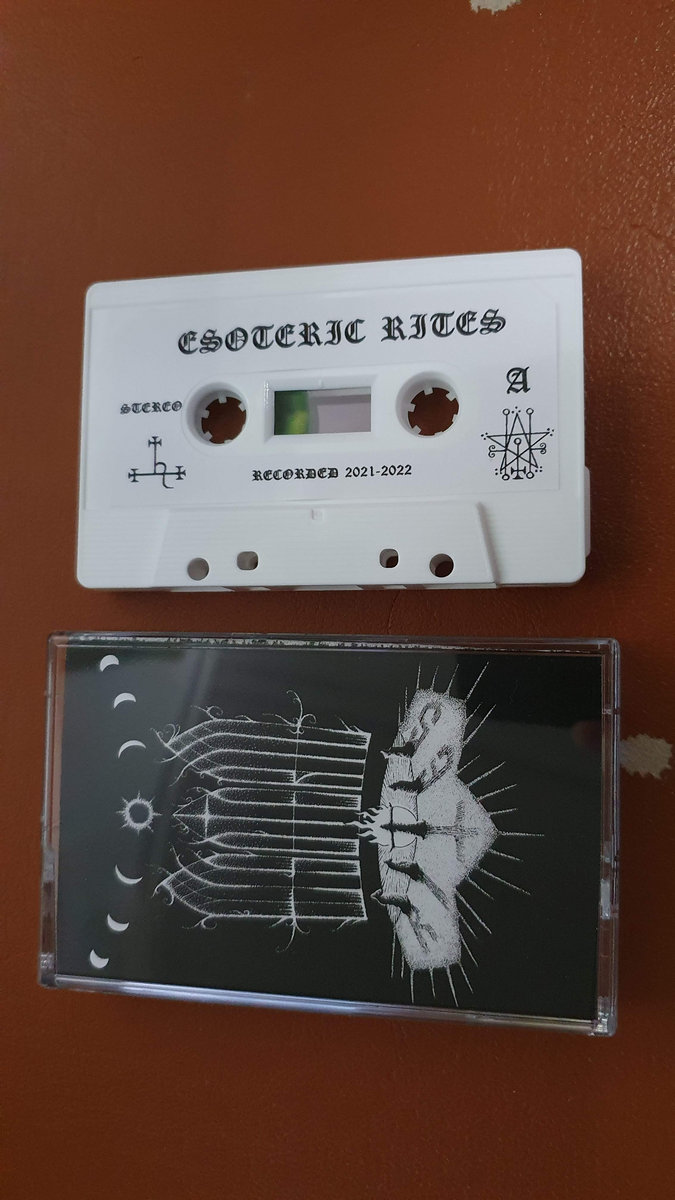 ESOTERIC RITES
A
STEREO
RECORDED 2021-2022